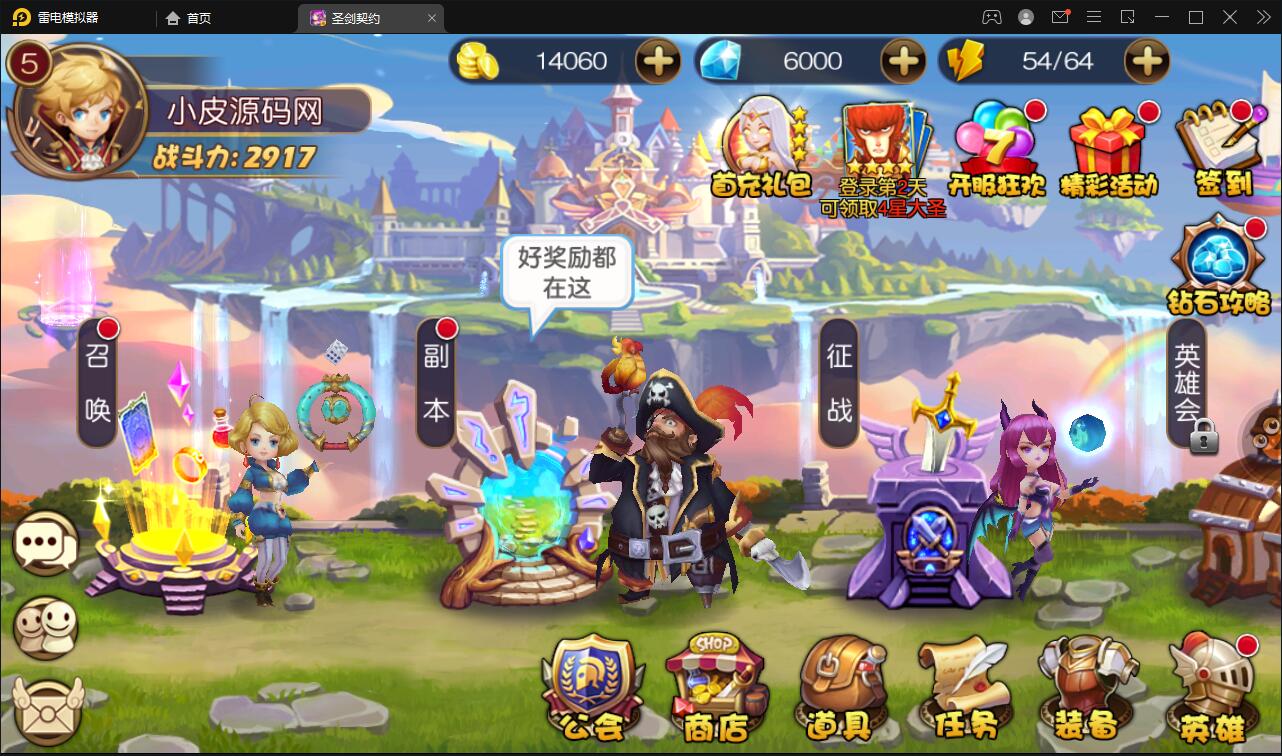 雷电模拟器
首页
圣剑契约
5
14060
6000
54/64
小皮源码网
战斗力:2917
首充礼包
登录第2天
可领取4星大圣
7
开服狂欢
精彩活动
签到
钻石攻略
好奖励都
在这
召唤
副本
征战
英雄会
公会
SHOP
商店
道具
任务
装备
英雄